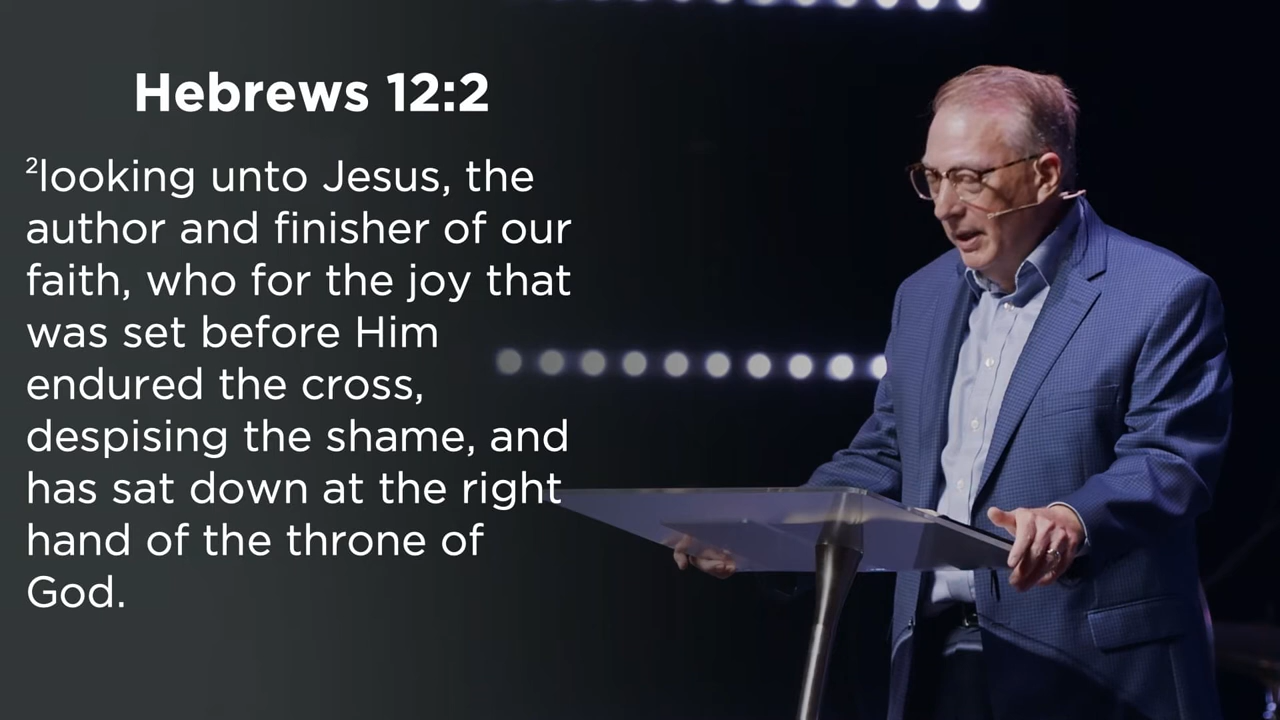 Hebrews 12:2
²looking unto Jesus, the
author and finisher of our
faith, who for the joy that
was set before Him
endured the cross,
despising the shame, and
has sat down at the right
hand of the throne of
God.